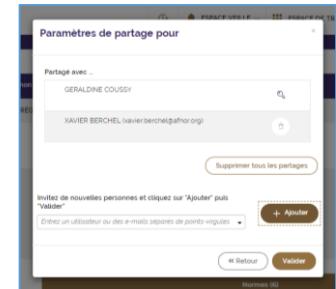 ESPACE VEILLE
ESPACE DE TR
Paramètres de partage pour
×
Partagé avec ...
GERALDINE COUSSY
XAVIER BERCHEL (xavier.berchel@afnor.org)
Supprimer tous les partages
Invitez de nouvelles personnes et cliquez sur "Ajouter" puis
"Valider"
Entrez un utilisateur ou des e-mails séparés de points-virgules
+ Ajouter
« Retour
Valider
Normes (6)